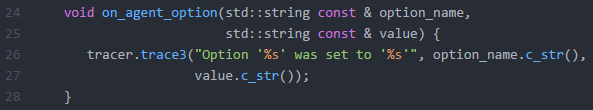 24 void on_agent_option(std::string const & option_name,
25 std::string const & value) {
26 tracer.trace3("Option '%s' was set to '%s'", option_name.c_str(),
27 value.c_str());
28 }